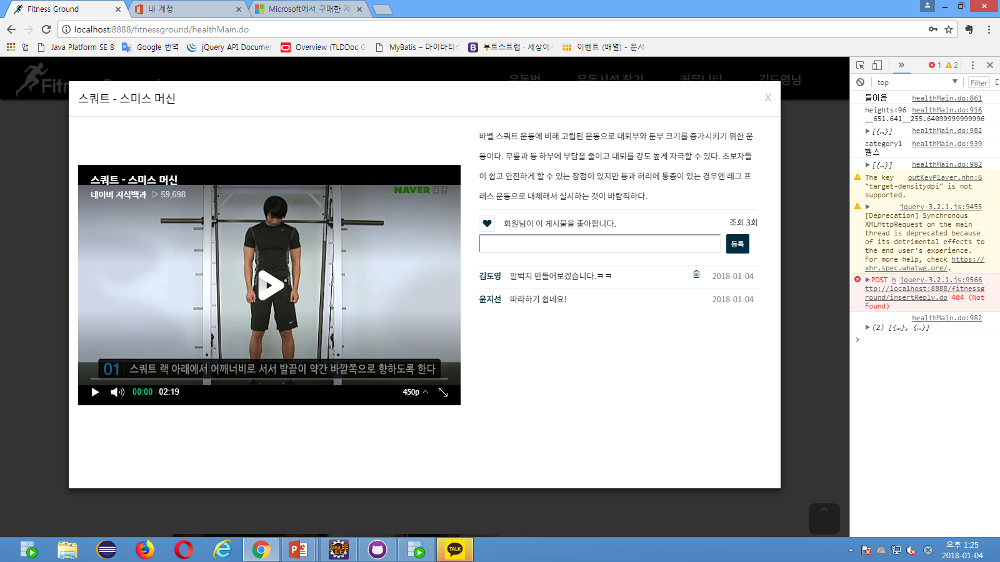 Fitness Ground
내 계정
Microsoft에서 구매한 제
localhost:8888/fitnessground/healthMain.do
앱
Java Platform SE 8
Google 번역
jQuery API Documen
Overview (TLDDoc G
MyBatis – 마이바티스
부트스트랩 · 세상에서
이벤트 (배열) - 문서
운동법
운동시설 찾기
커뮤니티
김도영님
스쿼트 - 스미스 머신
X
바벨 스쿼트 운동에 비해 고립된 운동으로 대퇴부와 둔부 크기를 증가시키기 위한 운
동이다. 무릎과 등 하부에 부담을 줄이고 대퇴를 강도 높게 자극할 수 있다. 초보자들
이 쉽고 안전하게 할 수 있는 장점이 있지만 등과 허리에 통증이 있는 경우엔 레그 프
레스 운동으로 대체해서 실시하는 것이 바람직하다.
스쿼트 - 스미스 머신
네이버 지식백과 ▷ 59,698
NAVER 건강
01 스쿼트 랙 아래에서 어깨너비로 서서 발끝이 약간 바깥쪽으로 향하도록 한다
00:00 02:19
450p
회원님이 이 게시물을 좋아합니다.
조회 3회
등록
김도영 말벅지 만들어보겠습니다.ㅋㅋ 2018-01-04
윤지선 따라하기 쉽네요! 2018-01-04
1 2
top
Filter
들어옴 healthMain.do:861
heights:96 healthMain.do:916
__651.641__255.64099999999996
▶[{…}] healthMain.do:982
category1 healthMain.do:939
헬스
▶[{…}] healthMain.do:982
The key outKeyPlayer.nhn:6
"target-densitydpi" is not
supported.
▶ jquery-3.2.1.js:9455
[Deprecation] Synchronous
XMLHttpRequest on the main
thread is deprecated because
of its detrimental effects to
the end user's experience.
For more help, check https://
xhr.spec.whatwg.org/.
▶POST h jquery-3.2.1.js:9566
ttp://localhost:8888/fitnessg
round/insertReply.do 404 (Not
Found)
healthMain.do:982
▶(2) [{…}, {…}]
Java EE
IDE
TALK
오후 1:25
2018-01-04